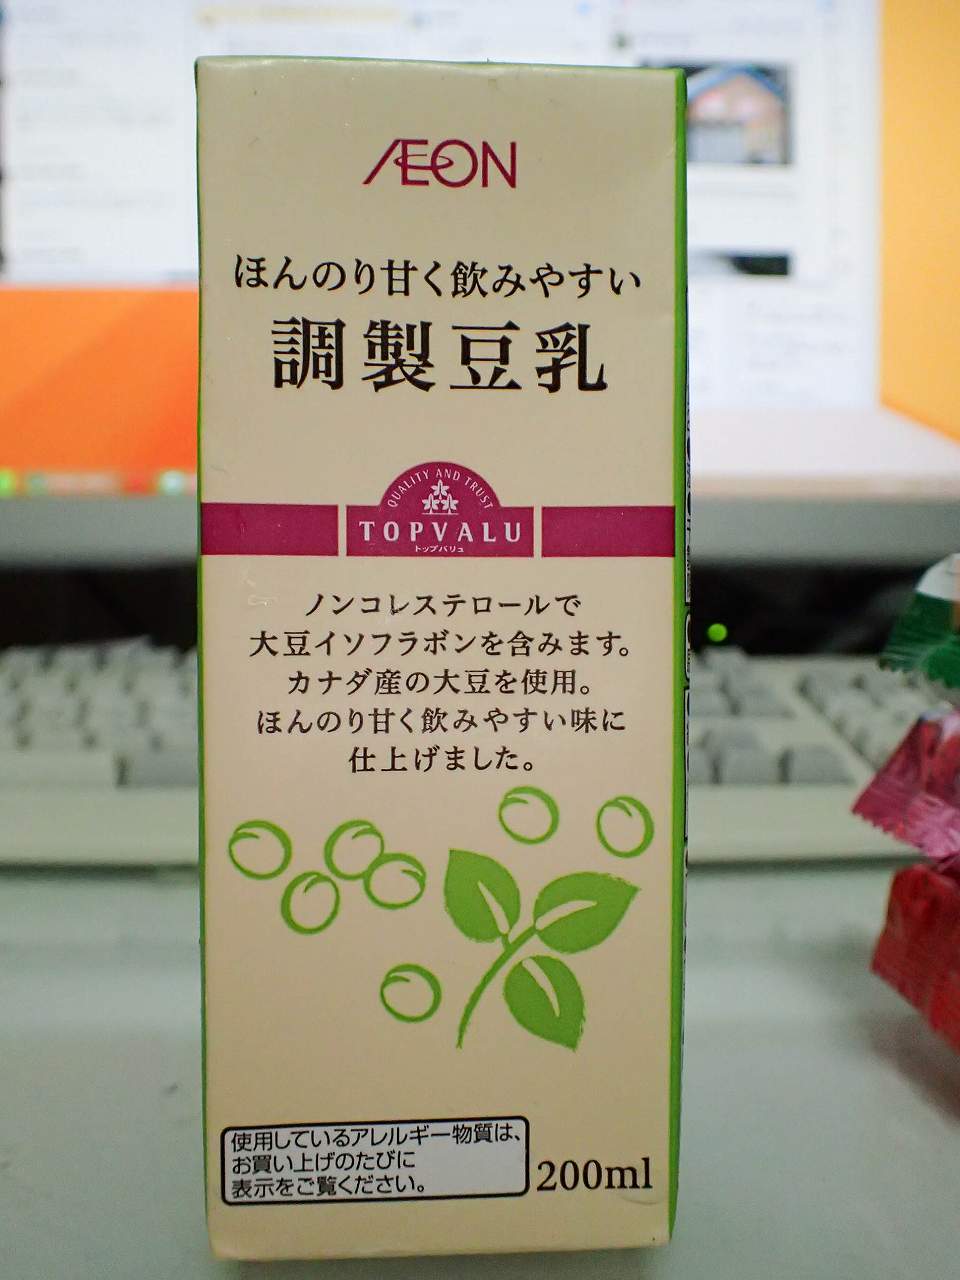 ÆON
ほんのり甘く飲みやすい
調製豆乳
QUALITY AND TRUST
TOPVALU
トップバリュ
ノンコレステロールで
大豆イソフラボンを含みます。
カナダ産の大豆を使用。
ほんのり甘く飲みやすい味に
仕上げました。
使用しているアレルギー物質は、
お買い上げのたびに
表示をご覧ください。
200ml